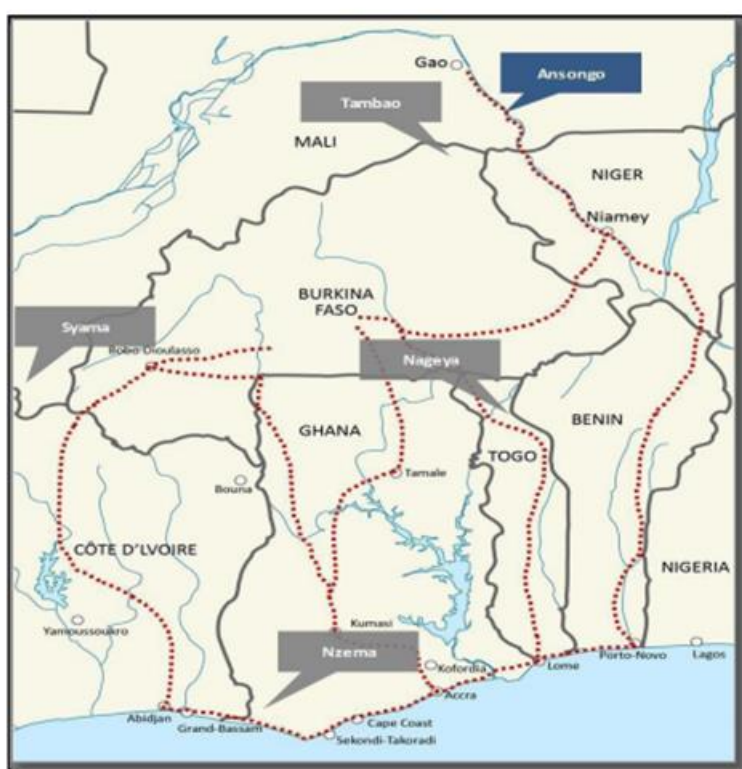 Gao
Ansongo
Tambao
MALI
NIGER
Niamey
BURKINA
FASO
Syama
Bobo Dioulasso
Nageya
GHANA
BENIN
TOGO
Tamale
Bouna
CÔTE D'LVOIRE
NIGERIA
Yamoussoukro
Kumasi
Nzema
Kofordia
Porto-Novo
Lagos
Lome
Accra
Abidjan
Grand-Bassam
Cape Coast
Sekondi-Takoradi